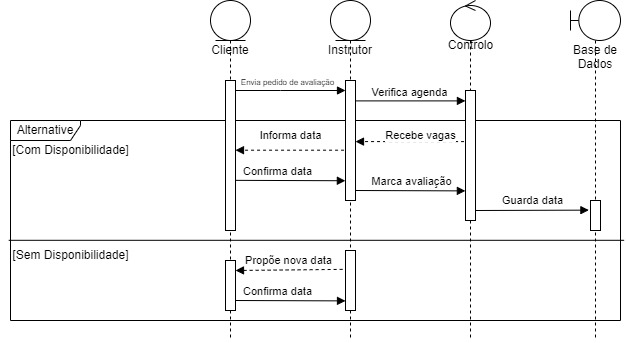 Cliente
Instrutor
Controlo
Base de
Dados
Envia pedido de avaliação
Verifica agenda
Alternative
[Com Disponibilidade]
Informa data
Recebe vagas
Confirma data
Marca avaliação
Guarda data
[Sem Disponibilidade]
Propõe nova data
Confirma data